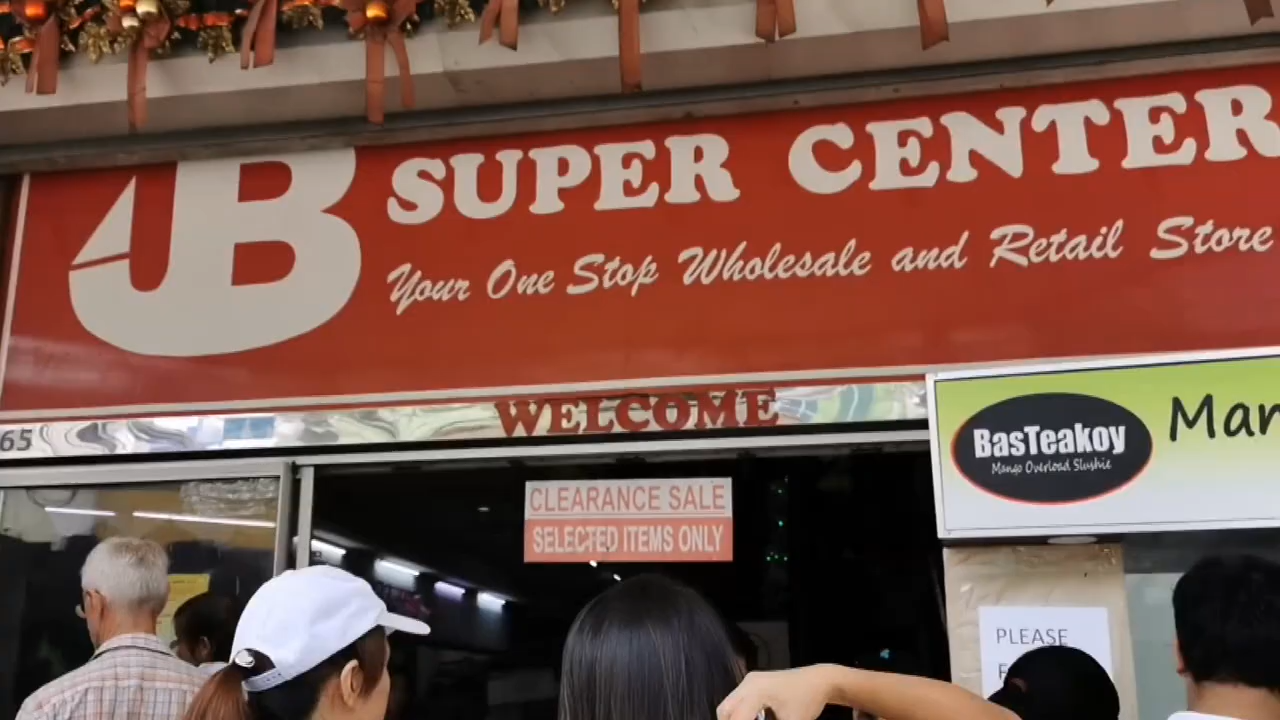 JB SUPER CENTER
Your One Stop Wholesale and Retail Store
WELCOME
65
BasTeakoy
Mango Overload Slushie
CLEARANCE SALE
SELECTED ITEMS ONLY
PLEASE